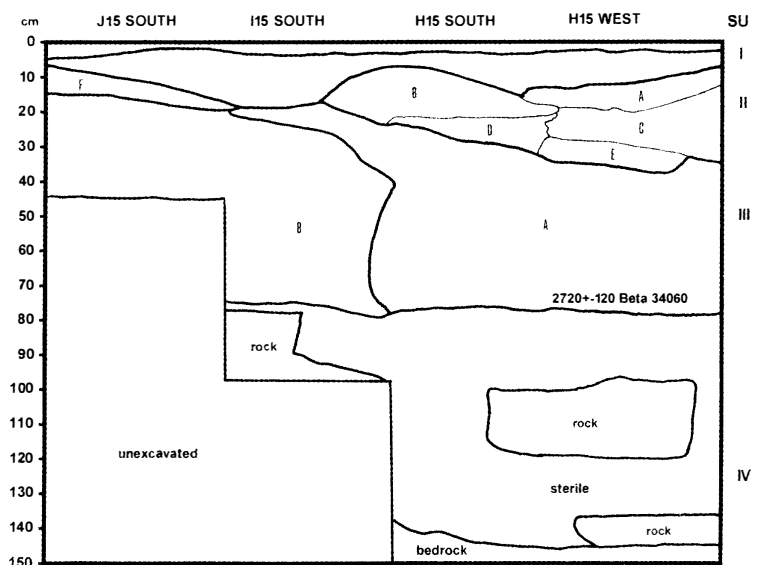 cm J15 SOUTH I15 SOUTH H15 SOUTH H15 WEST SU
0
I
10
F B A
II
20
D C
30
E
40
50
III
B A
60
70
2720+-120 Beta 34060
80
rock
90
100
rock
110
120
unexcavated
130
sterile
IV
140
rock
bedrock
150